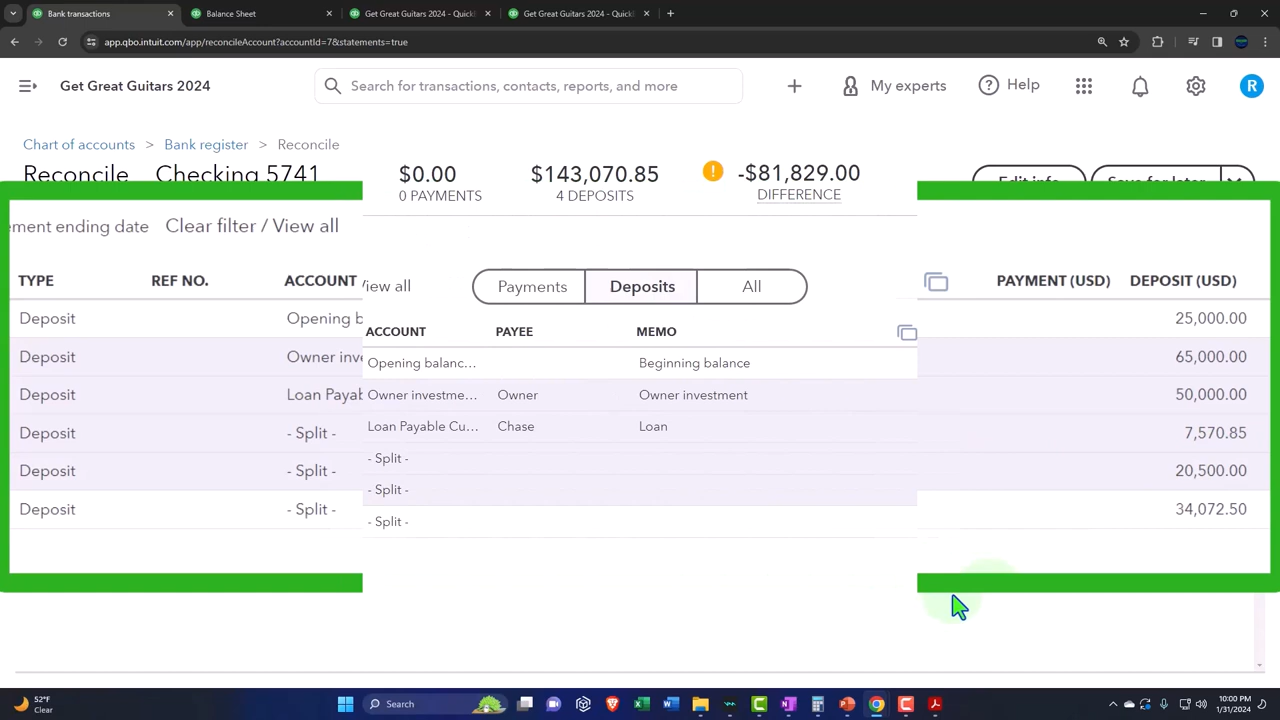 Bank transactions
Balance Sheet
Get Great Guitars 2024 - Quick
Get Great Guitars 2024 - Quick
app.qbo.intuit.com/app/reconcileAccount?accountId=7&statements=true
Get Great Guitars 2024
Search for transactions, contacts, reports, and more
My experts
Help
R
Chart of accounts > Bank register > Reconcile
Reconcile Checking 5741
$0.00
0 PAYMENTS
$143,070.85
4 DEPOSITS
-$81,829.00
DIFFERENCE
Edit info
Save for later
ement ending date Clear filter / View all
View all
Payments Deposits All
TYPE REF NO. ACCOUNT
ACCOUNT PAYEE MEMO
PAYMENT (USD) DEPOSIT (USD)
Deposit Opening b
Opening balanc... Beginning balance
25,000.00
Deposit Owner inve
Owner investme... Owner Owner investment
65,000.00
Deposit Loan Payab
Loan Payable Cu... Chase Loan
50,000.00
Deposit - Split -
- Split -
7,570.85
Deposit - Split -
- Split -
20,500.00
Deposit - Split -
- Split -
34,072.50
52°F
Clear
Search
10:00 PM
1/31/2024